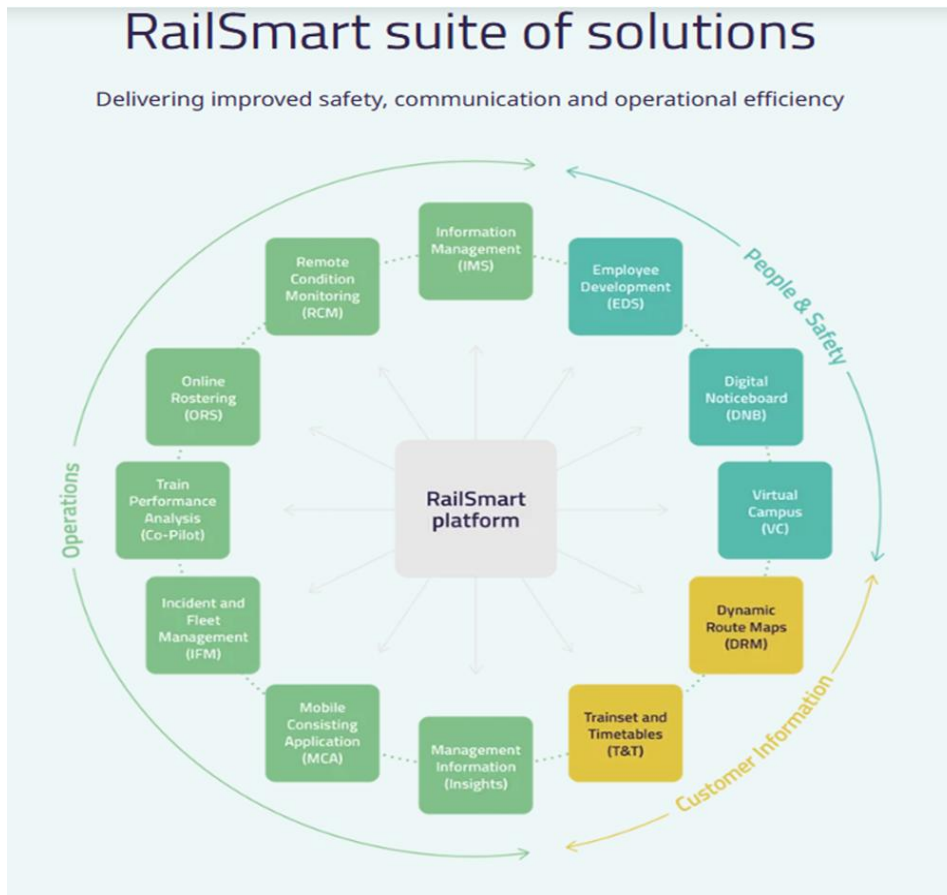 RailSmart suite of solutions
Delivering improved safety, communication and operational efficiency
Information
Management
(IMS)
Employee
Development
(EDS)
Digital
Noticeboard
(DNB)
Virtual
Campus
(VC)
Dynamic
Route Maps
(DRM)
Trainset and
Timetables
(T&T)
Management
Information
(Insights)
Mobile
Consisting
Application
(MCA)
Incident and
Fleet
Management
(IFM)
Train
Performance
Analysis
(Co-Pilot)
Online
Rostering
(ORS)
Remote
Condition
Monitoring
(RCM)
RailSmart
platform
People & Safety
Customer Information
Operations